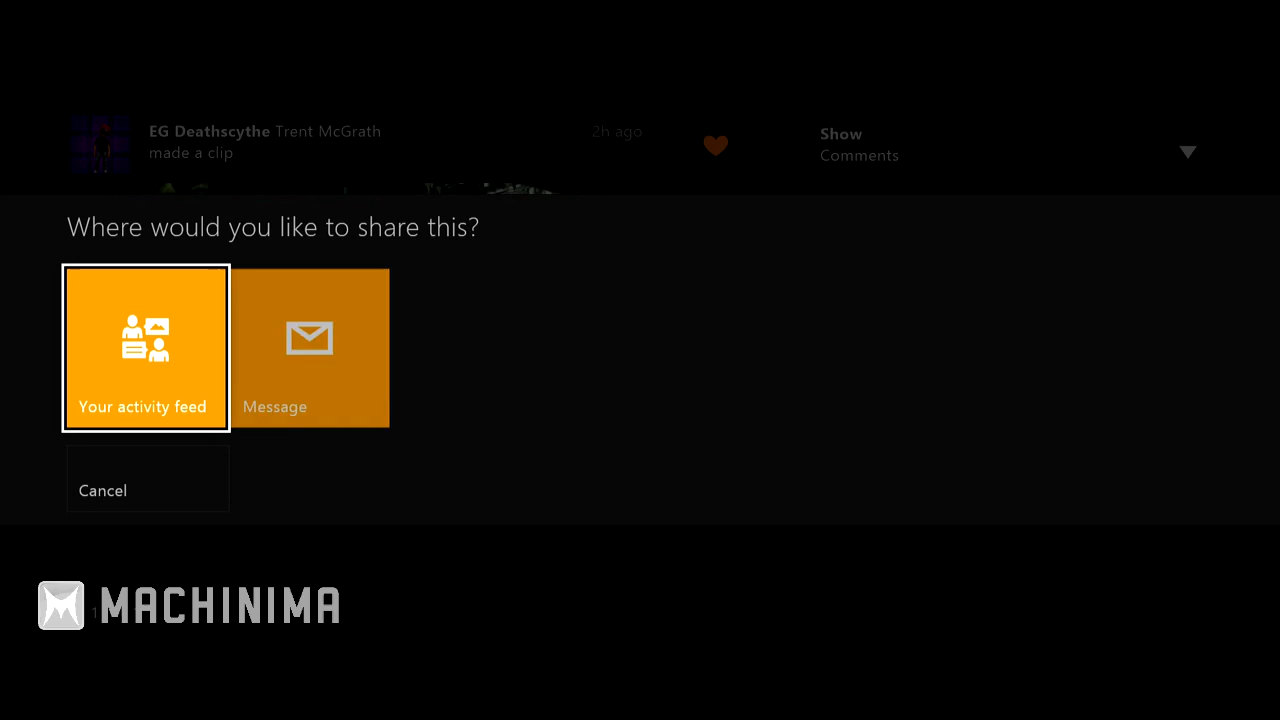 EG Deathscythe Trent McGrath
made a clip
2h ago
Show
Comments
Where would you like to share this?
Your activity feed
Message
Cancel
MACHINIMA